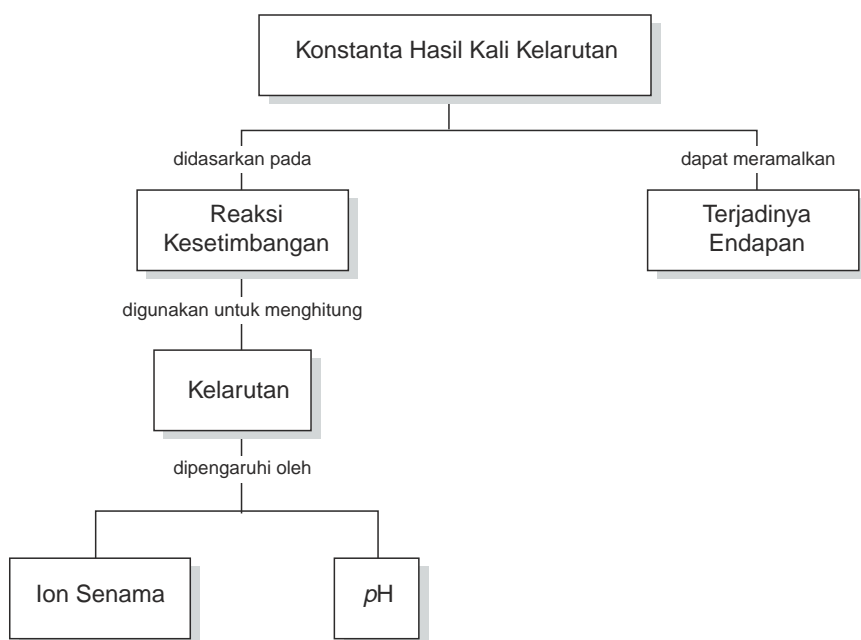 Konstanta Hasil Kali Kelarutan
didasarkan pada
dapat meramalkan
Reaksi
Kesetimbangan
Terjadinya
Endapan
digunakan untuk menghitung
Kelarutan
dipengaruhi oleh
Ion Senama
pH